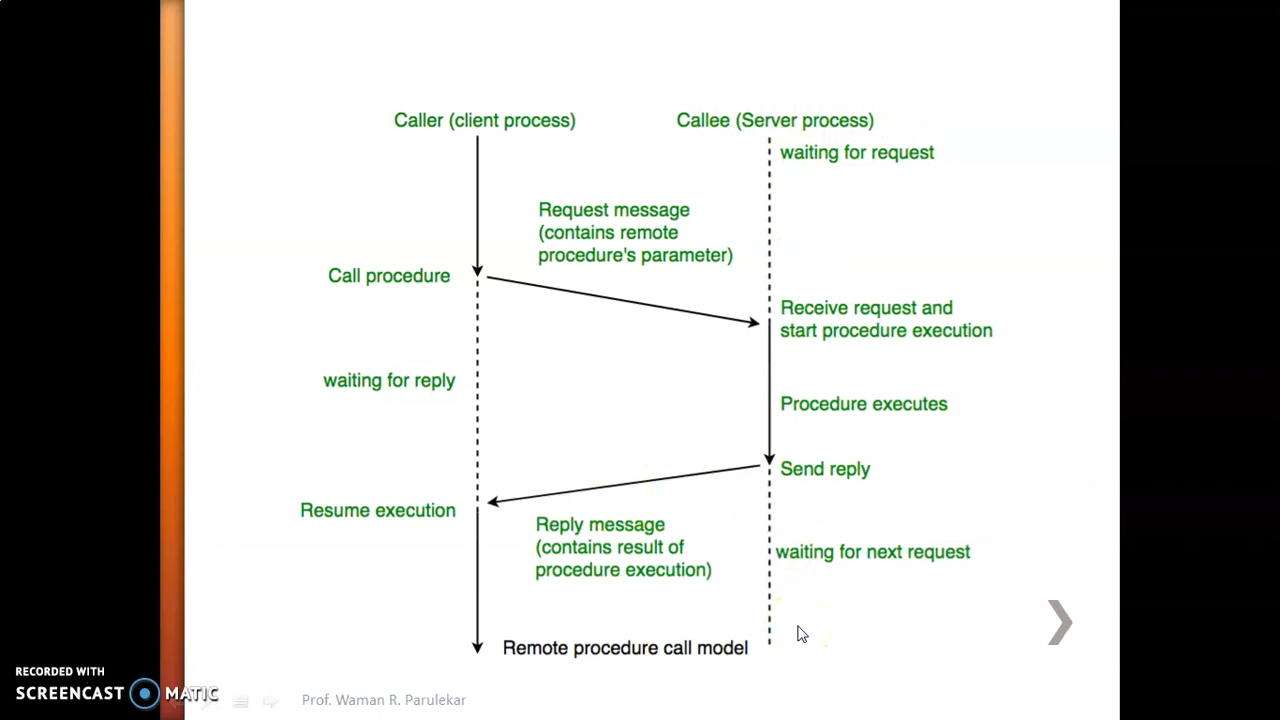 Caller (client process)
Callee (Server process)
waiting for request
Request message
(contains remote
procedure's parameter)
Call procedure
Receive request and
start procedure execution
waiting for reply
Procedure executes
Send reply
Resume execution
Reply message
(contains result of
procedure execution)
waiting for next request
Remote procedure call model
RECORDED WITH
SCREENCAST MATIC
Prof. Waman R. Parulekar